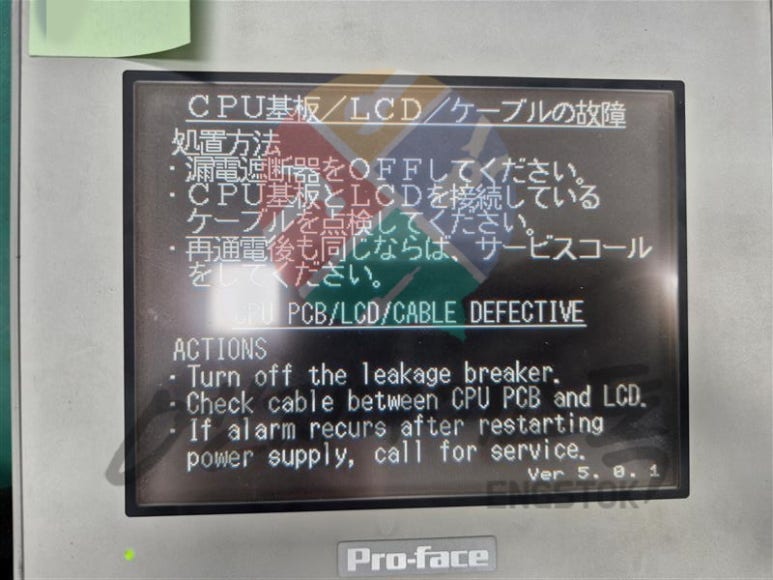 CPU基板/LCD/ケーブルの故障
処置方法
・漏電遮断器をOFFしてください。
・CPU基板とLCDを接続している
ケーブルを点検してください。
・再通電後も同じならば、サービスコール
をしてください。
CPU PCB/LCD/CABLE DEFECTIVE
ACTIONS
・Turn off the leakage breaker.
・Check cable between CPU PCB and LCD.
・If alarm recurs after restarting
power supply, call for service.
Ver 5.0.1
ENGSTOK
Pro-face